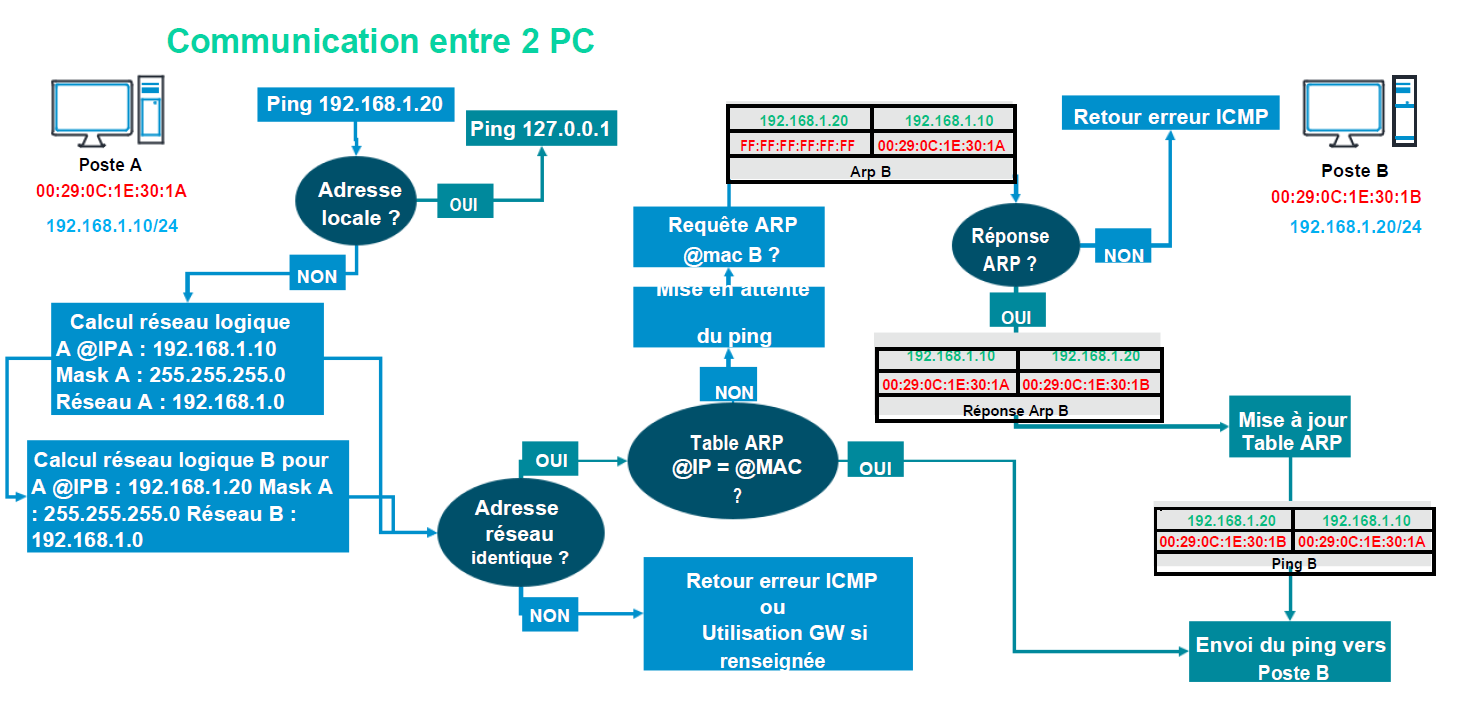 Communication entre 2 PC
Poste A
00:29:0C:1E:30:1A
192.168.1.10/24
Ping 192.168.1.20
Ping 127.0.0.1
Adresse
locale ?
OUI
NON
Calcul réseau logique
A @IPA : 192.168.1.10
Mask A : 255.255.255.0
Réseau A : 192.168.1.0
Calcul réseau logique B pour
A @IPB : 192.168.1.20 Mask A
: 255.255.255.0 Réseau B :
192.168.1.0
Adresse
réseau
identique ?
OUI
NON
Retour erreur ICMP
ou
Utilisation GW si
renseignée
Table ARP
@IP = @MAC
?
NON
OUI
Mise en attente
du ping
Requête ARP
@mac B ?
192.168.1.20 192.168.1.10
FF:FF:FF:FF:FF:FF 00:29:0C:1E:30:1A
Arp B
Réponse
ARP ?
NON
Retour erreur ICMP
OUI
192.168.1.10 192.168.1.20
00:29:0C:1E:30:1A 00:29:0C:1E:30:1B
Réponse Arp B
Mise à jour
Table ARP
192.168.1.20 192.168.1.10
00:29:0C:1E:30:1B 00:29:0C:1E:30:1A
Ping B
Envoi du ping vers
Poste B
Poste B
00:29:0C:1E:30:1B
192.168.1.20/24